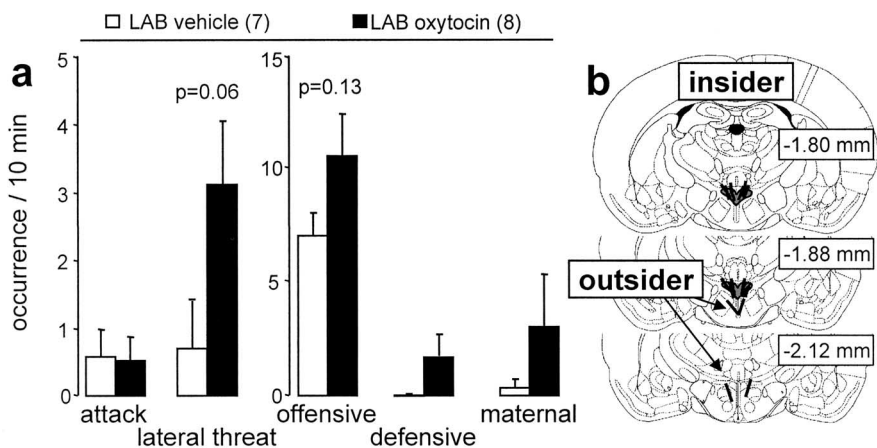 LAB vehicle (7) LAB oxytocin (8)
a
occurrence / 10 min
5
4
3
2
1
0
p=0.06
15
10
5
0
p=0.13
attack
lateral threat
offensive
defensive
maternal
b
insider
-1.80 mm
-1.88 mm
outsider
-2.12 mm